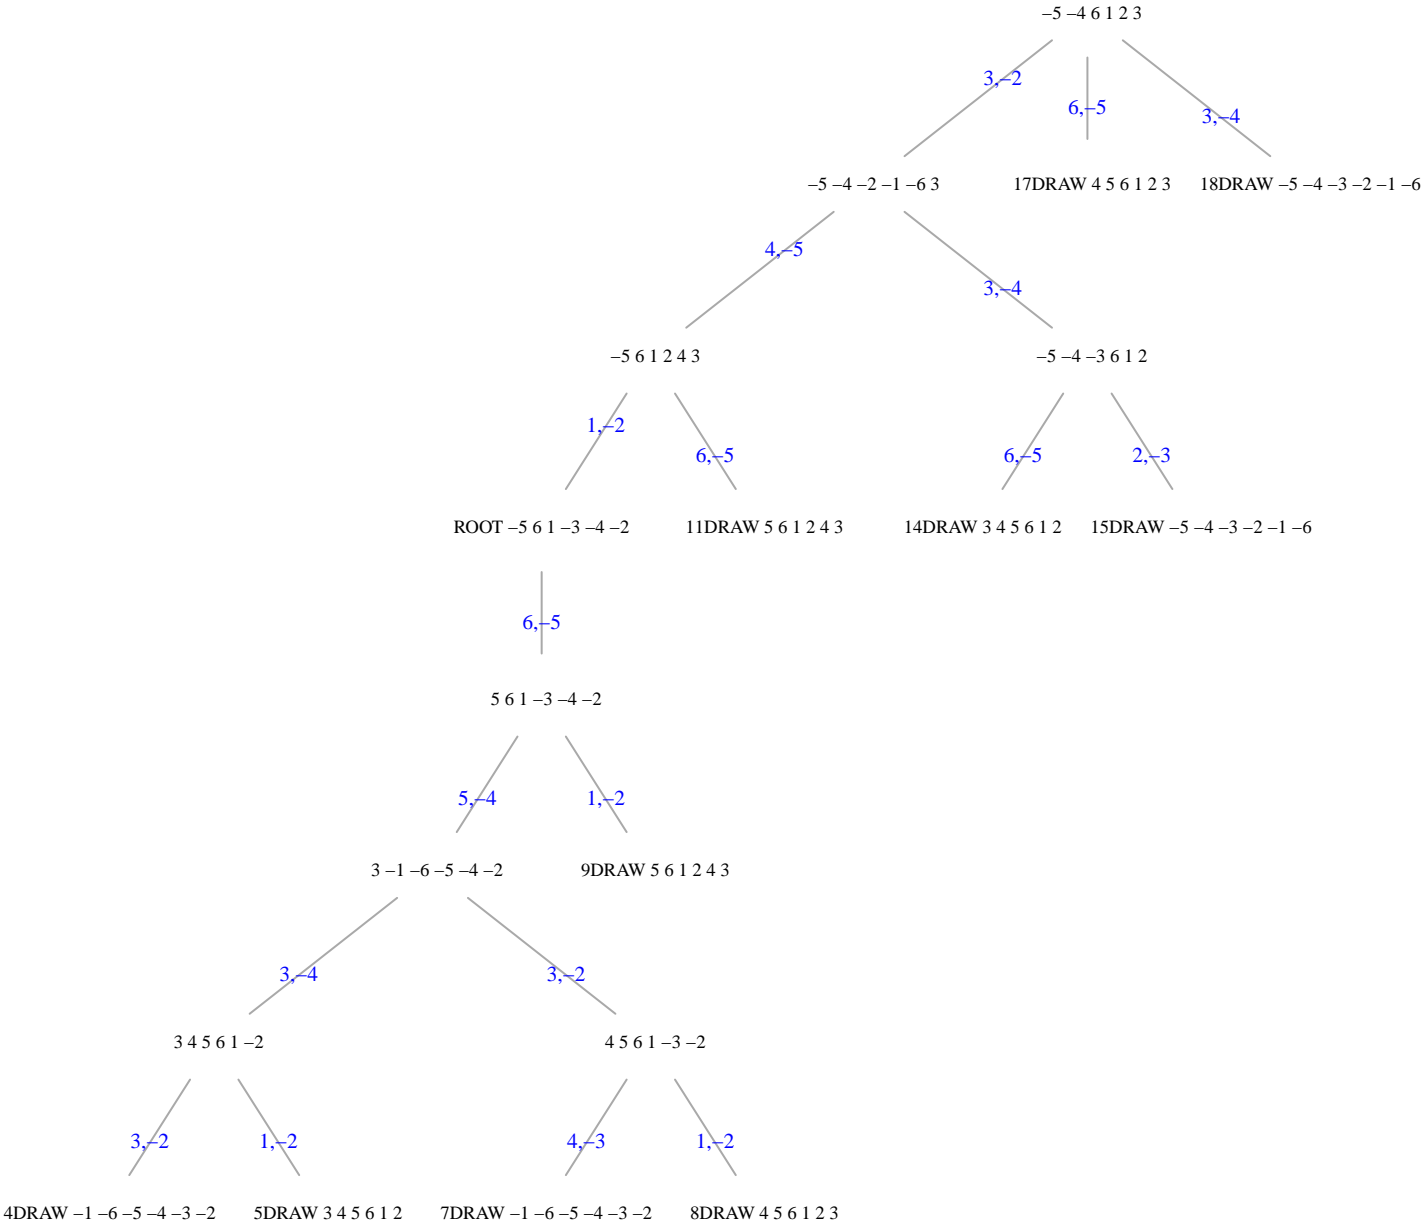 –5 –4 6 1 2 3
3,–2
6,–5
3,–4
–5 –4 –2 –1 –6 3
17DRAW 4 5 6 1 2 3
18DRAW –5 –4 –3 –2 –1 –6
4,–5
3,–4
–5 6 1 2 4 3
–5 –4 –3 6 1 2
1,–2
6,–5
6,–5
2,–3
ROOT –5 6 1 –3 –4 –2
11DRAW 5 6 1 2 4 3
14DRAW 3 4 5 6 1 2
15DRAW –5 –4 –3 –2 –1 –6
6,–5
5 6 1 –3 –4 –2
5,–4
1,–2
3 –1 –6 –5 –4 –2
9DRAW 5 6 1 2 4 3
3,–4
3,–2
3 4 5 6 1 –2
4 5 6 1 –3 –2
3,–2
1,–2
4,–3
1,–2
4DRAW –1 –6 –5 –4 –3 –2
5DRAW 3 4 5 6 1 2
7DRAW –1 –6 –5 –4 –3 –2
8DRAW 4 5 6 1 2 3